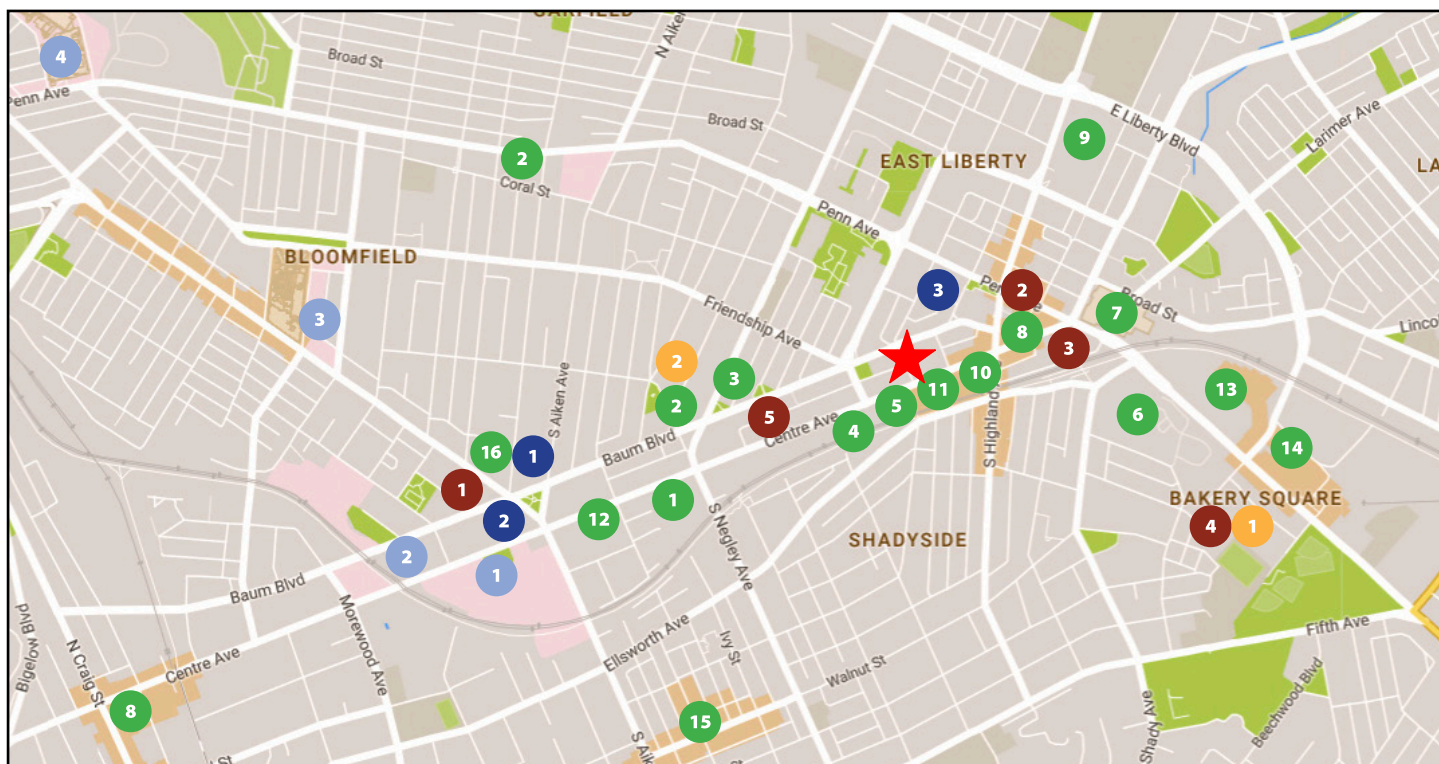 GARFIELD
4
Broad St
N Aiken
Penn Ave
Broad St
9
E Liberty Blvd
Larimer Ave
2
EAST LIBERTY
LA
Coral St
Penn Ave
BLOOMFIELD
3
2
Broad St
7
3
Friendship Ave
8
Lincol
3
2
3
10
13
S Aiken Ave
2
5
11
5
6
Centre Ave
4
S Highland Ave
14
Baum Blvd
16
1
1
BAKERY SQUARE
1
2
12
S Negley Ave
SHADYSIDE
4
1
2
1
Baum Blvd
Morewood Ave
Bigelow Blvd
Ellsworth Ave
Ivy St
Fifth Ave
N Craig St
Centre Ave
Walnut St
Shady Ave
Beechwood Blvd
8
15
S Aik
St
St